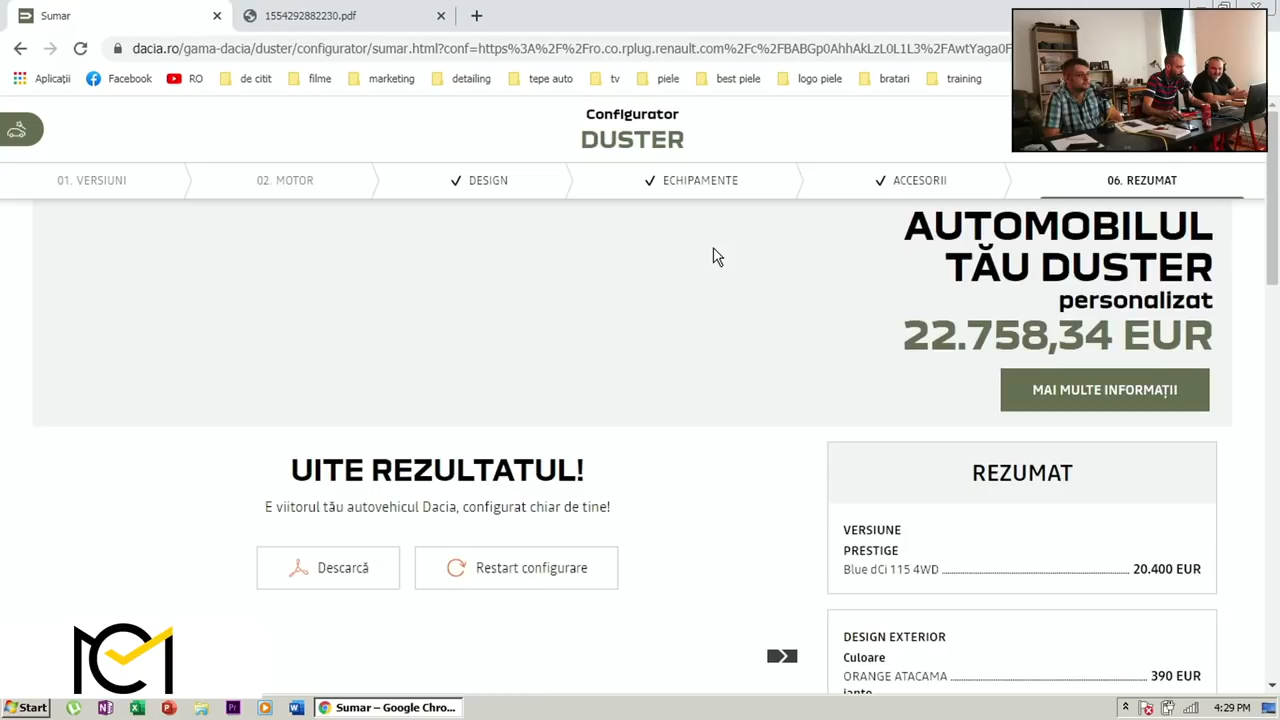 Sumar
1554292882230.pdf
dacia.ro/gama-dacia/duster/configurator/sumar.html?conf=https%3A%2F%2Fro.co.rplug.renault.com%2Fc%2FBABGp0AhhAkLzL0L1L3%2FAwtYaga0F
Aplicații
Facebook
RO
de citit
filme
marketing
detailing
tepe auto
tv
piele
best piele
logo piele
bratari
training
Configurator
DUSTER
01. VERSIUNI
02. MOTOR
DESIGN
ECHIPAMENTE
ACCESORII
06. REZUMAT
AUTOMOBILUL
TĂU DUSTER
personalizat
22.758,34 EUR
MAI MULTE INFORMAȚII
UITE REZULTATUL!
E viitorul tău autovehicul Dacia, configurat chiar de tine!
Descarcă
Restart configurare
REZUMAT
VERSIUNE
PRESTIGE
Blue dCi 115 4WD 20.400 EUR
DESIGN EXTERIOR
Culoare
ORANGE ATACAMA 390 EUR
jante
MC
Start
Sumar – Google Chro...
4:29 PM